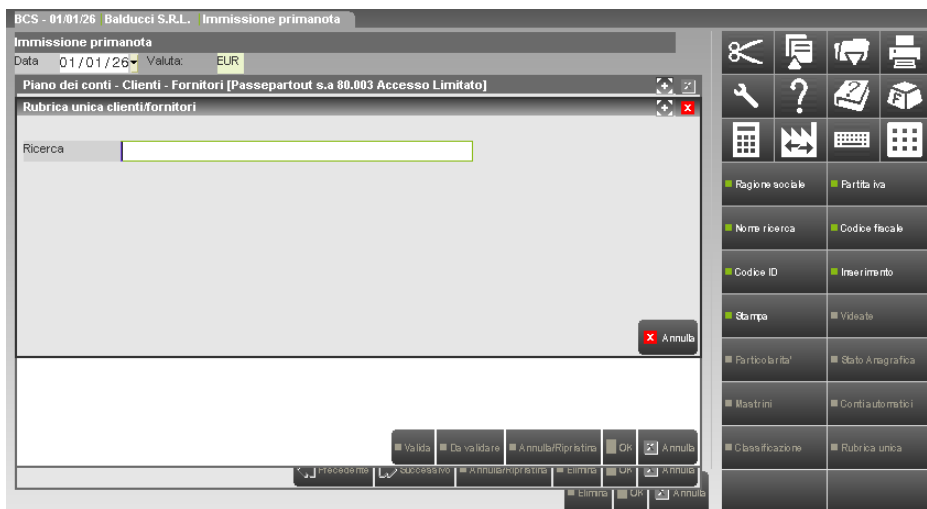 BCS - 01/01/26 Balducci S.R.L. Immissione primanota
Immissione primanota
Data 01/01/26 Valuta: EUR
Piano dei conti - Clienti - Fornitori [Passepartout s.a 80.003 Accesso Limitato]
Rubrica unica clienti/fornitori
Ricerca
Annulla
Valida Da validare Annulla/Ripristina OK Annulla
Precedente Successivo Annulla/Ripristina Elimina OK Annulla
Elimina OK Annulla
Ragione sociale Partita iva
Nome ricerca Codice fiscale
Codice ID Inserimento
Stampa Videate
Particolarita' Stato Anagrafica
Mastrini Conti automatici
Classificazione Rubrica unica